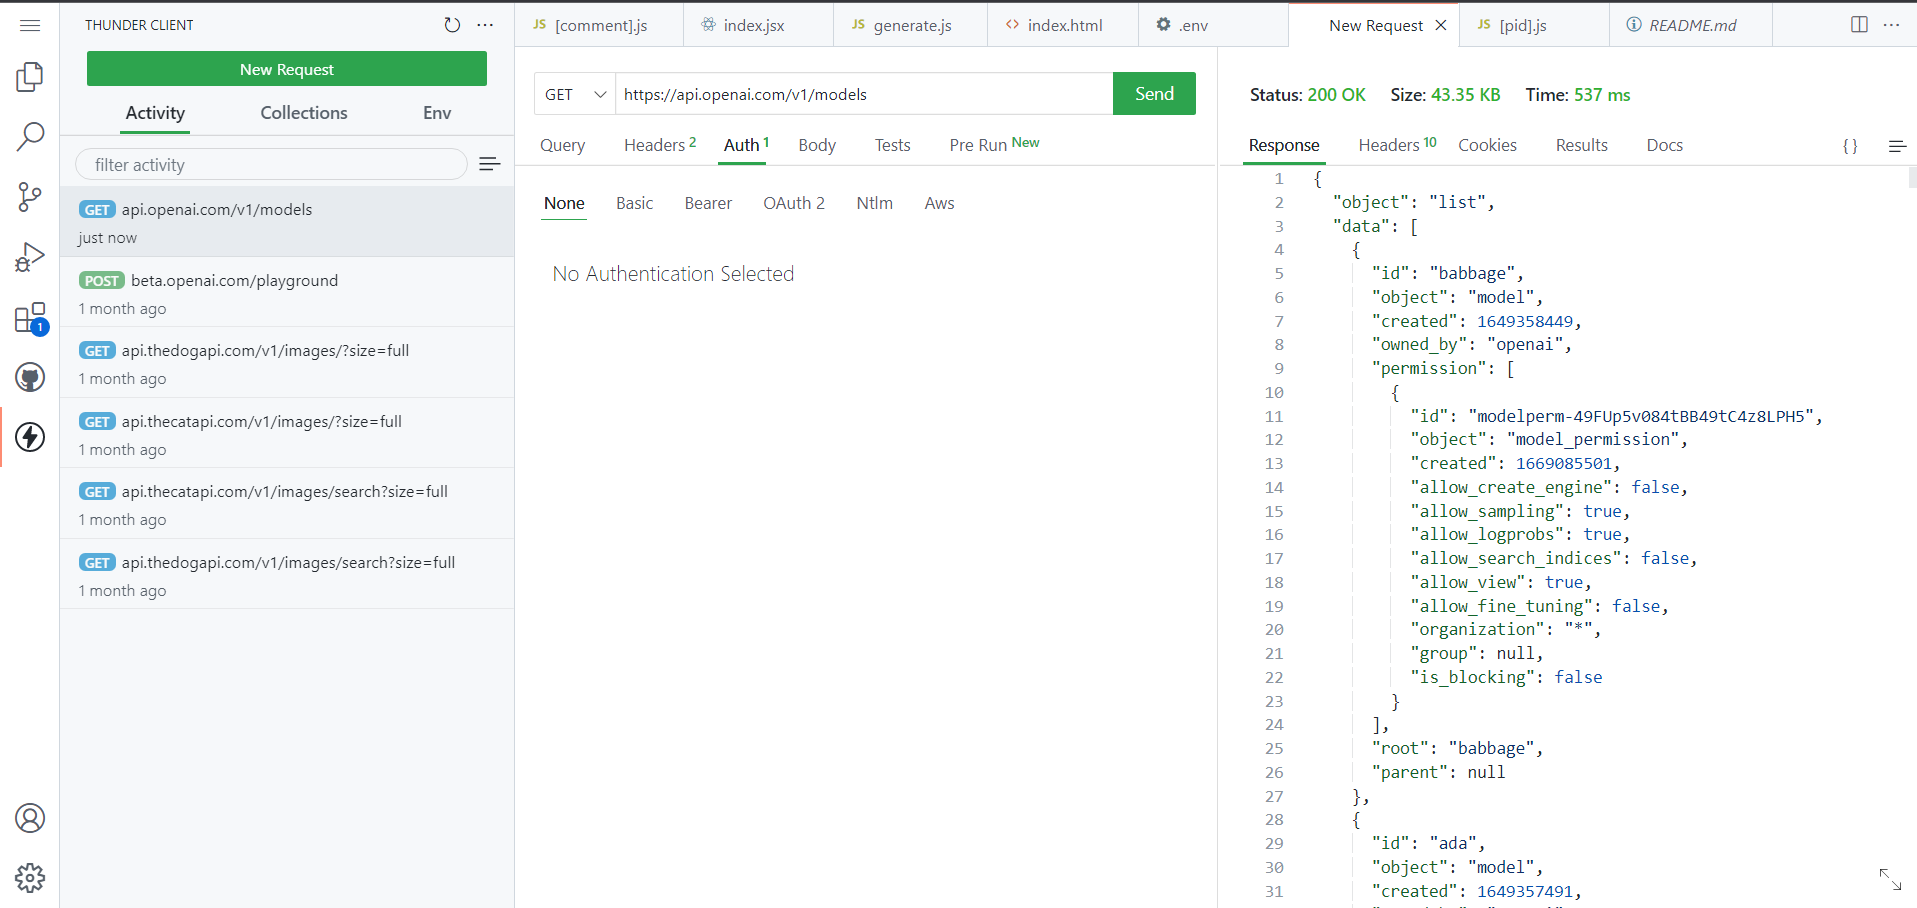 THUNDER CLIENT
New Request
Activity
Collections
Env
filter activity
GET api.openai.com/v1/models
just now
POST beta.openai.com/playground
1 month ago
GET api.thedogapi.com/v1/images/?size=full
1 month ago
GET api.thecatapi.com/v1/images/?size=full
1 month ago
GET api.thecatapi.com/v1/images/search?size=full
1 month ago
GET api.thedogapi.com/v1/images/search?size=full
1 month ago
1
JS [comment].js
index.jsx
JS generate.js
<> index.html
.env
New Request
JS [pid].js
README.md
GET
https://api.openai.com/v1/models
Send
Query
Headers 2
Auth 1
Body
Tests
Pre Run New
None
Basic
Bearer
OAuth 2
Ntlm
Aws
No Authentication Selected
Status: 200 OK Size: 43.35 KB Time: 537 ms
Response
Headers 10
Cookies
Results
Docs
{}
1 {
2 "object": "list",
3 "data": [
4 {
5 "id": "babbage",
6 "object": "model",
7 "created": 1649358449,
8 "owned_by": "openai",
9 "permission": [
10 {
11 "id": "modelperm-49FUp5v084tBB49tC4z8LPH5",
12 "object": "model_permission",
13 "created": 1669085501,
14 "allow_create_engine": false,
15 "allow_sampling": true,
16 "allow_logprobs": true,
17 "allow_search_indices": false,
18 "allow_view": true,
19 "allow_fine_tuning": false,
20 "organization": "*",
21 "group": null,
22 "is_blocking": false
23 }
24 ],
25 "root": "babbage",
26 "parent": null
27 },
28 {
29 "id": "ada",
30 "object": "model",
31 "created": 1649357491,